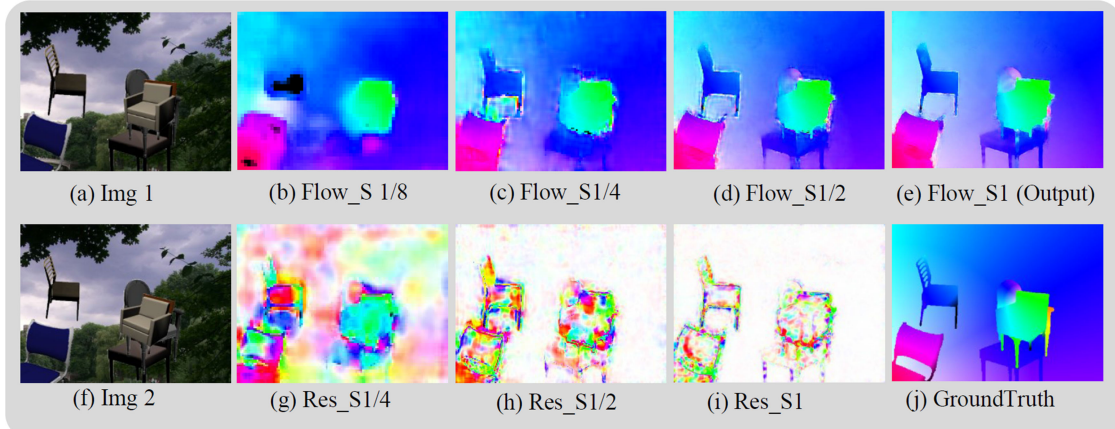 (a) Img 1
(b) Flow_S 1/8
(c) Flow_S1/4
(d) Flow_S1/2
(e) Flow_S1 (Output)
(f) Img 2
(g) Res_S1/4
(h) Res_S1/2
(i) Res_S1
(j) GroundTruth